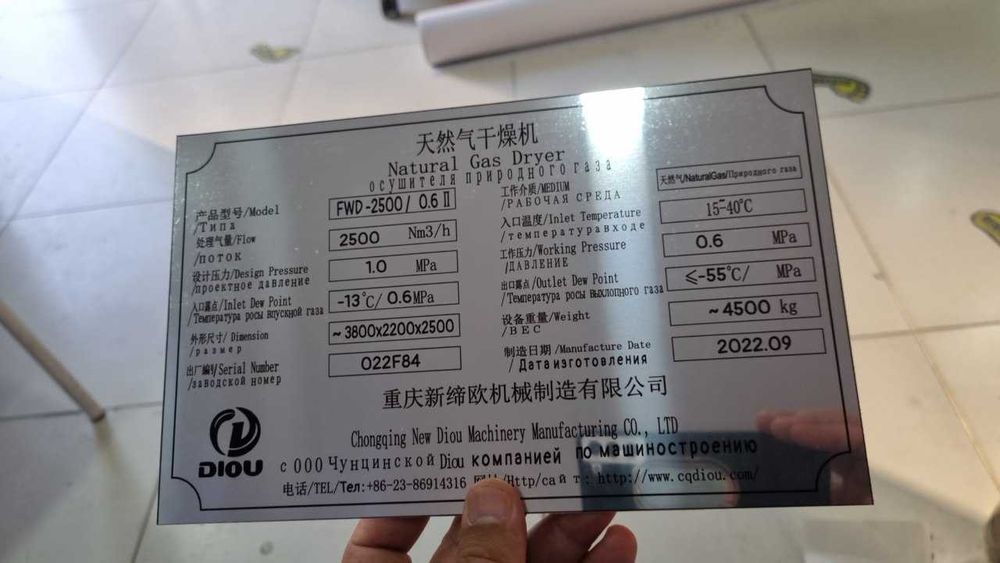 天然气干燥机
Natural Gas Dryer
осушителя природного газа
产品型号/Model
/Типа
FWD-2500/ 0.6 II
处理气量/Flow
/поток
2500 Nm3/h
设计压力/Design Pressure
/проектное давление
1.0 MPa
入口露点/Inlet Dew Point
/Температура росы впускной газа
-13℃/ 0.6MPa
外形尺寸/ Dimension
/размер
~3800x2200x2500
出厂编号/Serial Number
/заводской номер
022F84
工作介质/MEDIUM
/РАБОЧАЯ СРЕДА
天然气/NaturalGas/Природного газа
入口温度/Inlet Temperature
/температуравходе
15-40℃
工作压力/Working Pressure
/ДАВЛЕНИЕ
0.6 MPa
出口露点/Outlet Dew Point
/Температура росы выхлопного газа
≤-55℃/ MPa
设备重量/Weight
/ВЕС
~4500 kg
制造日期/Manufacture Date
/Датаизготовления
2022.09
重庆新缔欧机械制造有限公司
Chongqing New Diou Machinery Manufacturing CO., LTD
DIOU
с ООО Чунцинской Diou компанией по машиностроению
电话/TEL/Тел:+86-23-86914316 /Http/сайт: http://www.cqdiou.com/